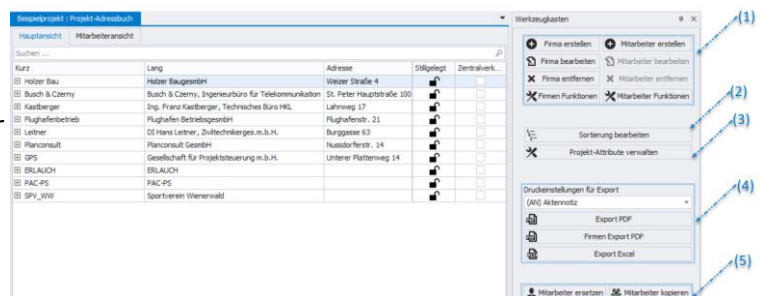 Beispielprojekt : Projekt-Adressbuch
Hauptansicht Mitarbeiteransicht
Suchen ...
Kurz Lang Adresse Stillgelegt Zentralverk...
Holzer Bau Holzer BaugesmbH Weizer Straße 4
Busch & Czerny Busch & Czerny, Ingenieurbüro für Telekommunikation St. Peter Hauptstraße 100
Kastberger Ing. Franz Kastberger, Technisches Büro HKL Lahnweg 17
Flughafenbetrieb Flughafen BetriebsgesmbH Flughafenstr. 21
Leitner DI Hans Leitner, Ziviltechnikerges.m.b.H. Burggasse 63
Planconsult Planconsult GesmbH Nussdorferstr. 14
GPS Gesellschaft für Projektsteuerung m.b.H. Unterer Plattenweg 14
ERLAUCH ERLAUCH
PAC-PS PAC-PS
SPV_WW Sportverein Wienerwald
Werkzeugkasten
Firma erstellen Mitarbeiter erstellen
Firma bearbeiten Mitarbeiter bearbeiten
Firma entfernen Mitarbeiter entfernen
Firmen Funktionen Mitarbeiter Funktionen
(1)
Sortierung bearbeiten
(2)
Projekt-Attribute verwalten
(3)
Druckeinstellungen für Export
(AN) Aktennotiz
Export PDF
Firmen Export PDF
Export Excel
(4)
Mitarbeiter ersetzen Mitarbeiter kopieren
(5)